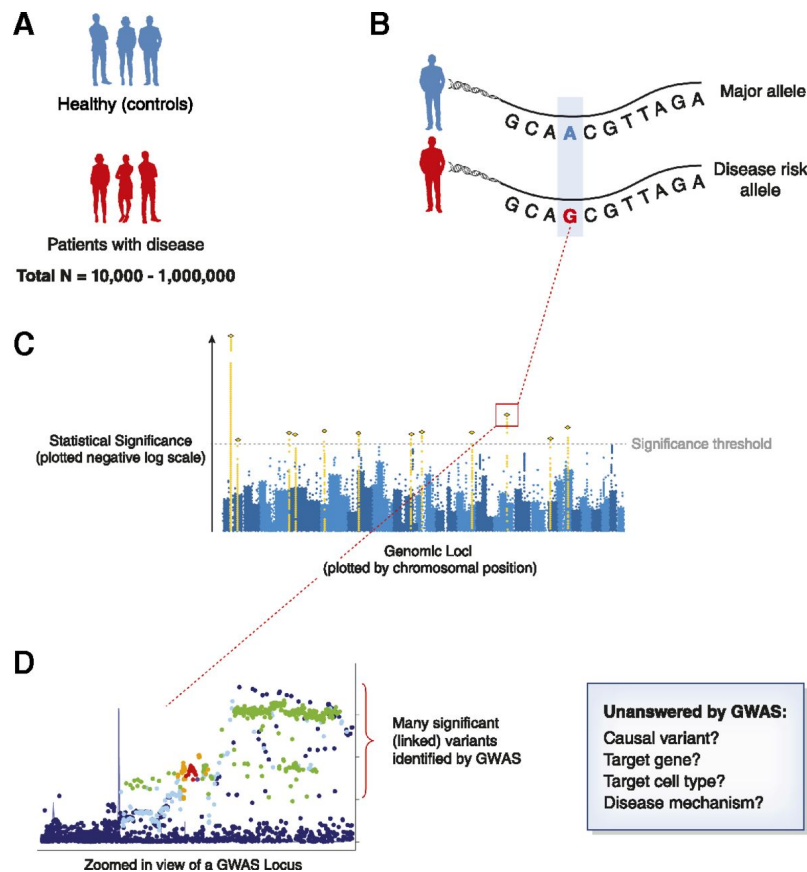 A
Healthy (controls)
Patients with disease
Total N = 10,000 - 1,000,000
B
Major allele
GCAACGTTAGA
Disease risk
allele
GCAGCGTTAGA
C
Statistical Significance
(plotted negative log scale)
Significance threshold
Genomic Loci
(plotted by chromosomal position)
D
Many significant
(linked) variants
identified by GWAS
Zoomed in view of a GWAS Locus
Unanswered by GWAS:
Causal variant?
Target gene?
Target cell type?
Disease mechanism?